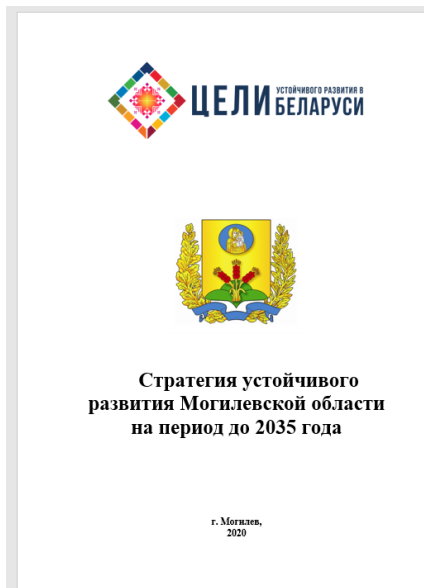 ЦЕЛИ УСТОЙЧИВОГО РАЗВИТИЯ В
БЕЛАРУСИ
Стратегия устойчивого
развития Могилевской области
на период до 2035 года
г. Могилев,
2020